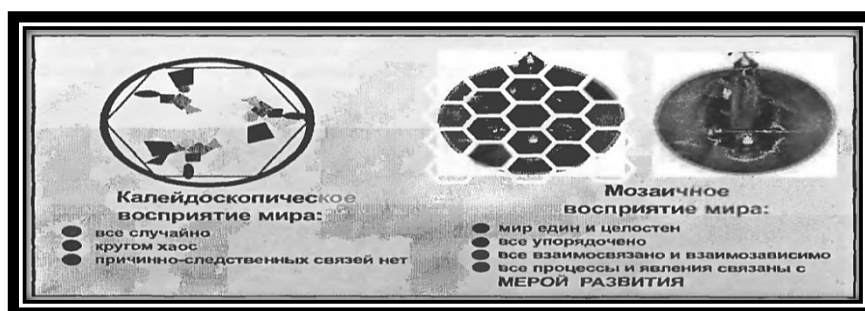 Калейдоскопическое
восприятие мира:
все случайно
кругом хаос
причинно-следственных связей нет
Мозаичное
восприятие мира:
мир един и целостен
все упорядочено
все взаимосвязано и взаимозависимо
все процессы и явления связаны с
МЕРОЙ РАЗВИТИЯ